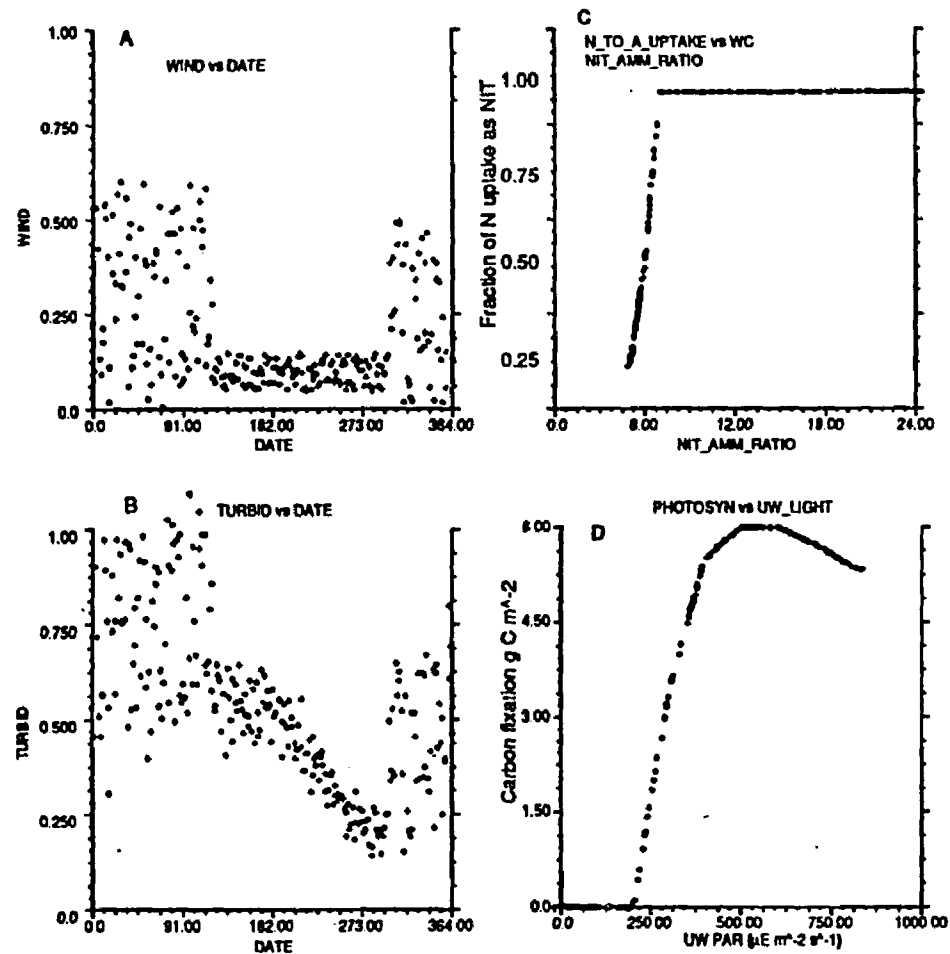 A
WIND vs DATE
1.00
0.750
0.500
0.250
0.0
WIND
0.0 91.00 182.00 273.00 364.00
DATE
C
N_TO_A_UPTAKE vs WC
NIT_AMM_RATIO
1.00
0.75
0.50
0.25
Fraction of N uptake as NIT
0.0 6.00 12.00 18.00 24.00
NIT_AMM_RATIO
B
TURBID vs DATE
1.00
0.750
0.500
0.250
0.0
TURBID
0.0 91.00 182.00 273.00 364.00
DATE
PHOTOSYN vs UW_LIGHT
D
6.00
4.50
3.00
1.50
0.0
Carbon fixation g C m^-2
0.0 250.00 500.00 750.00 1000.00
UW PAR (µE m^-2 s^-1)